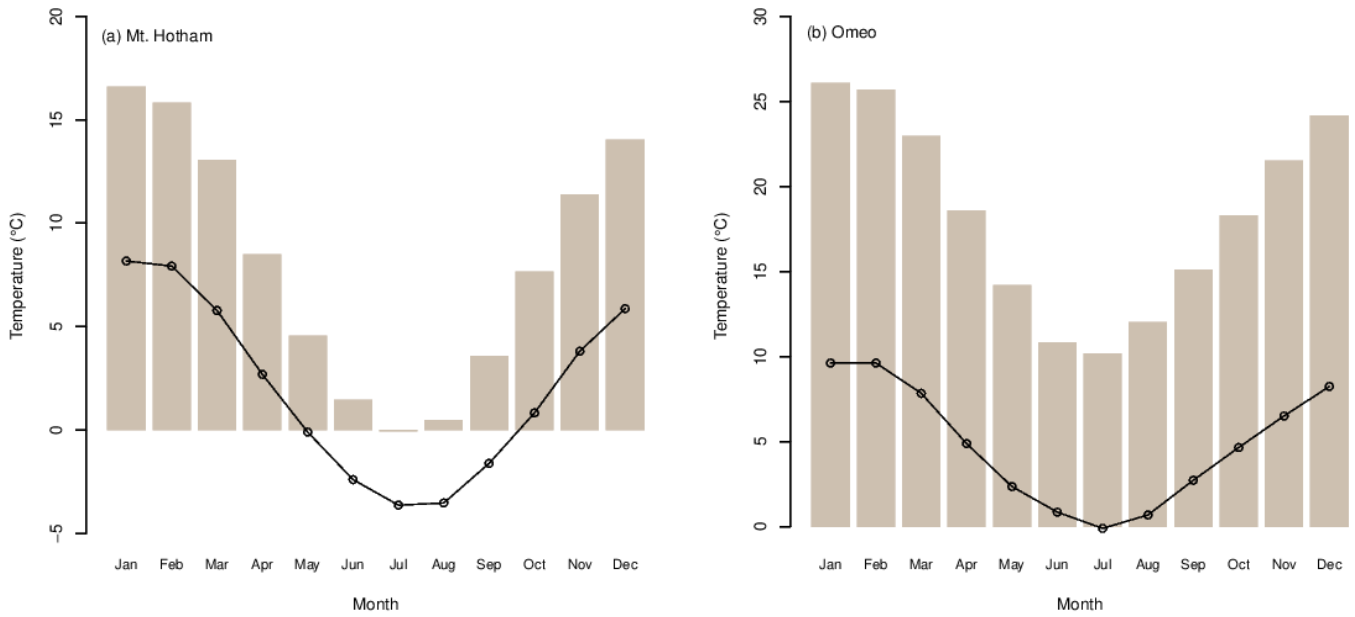 (a) Mt. Hotham
Temperature (°C)
20
15
10
5
0
−5
Jan Feb Mar Apr May Jun Jul Aug Sep Oct Nov Dec
Month
(b) Omeo
Temperature (°C)
30
25
20
15
10
5
0
Jan Feb Mar Apr May Jun Jul Aug Sep Oct Nov Dec
Month